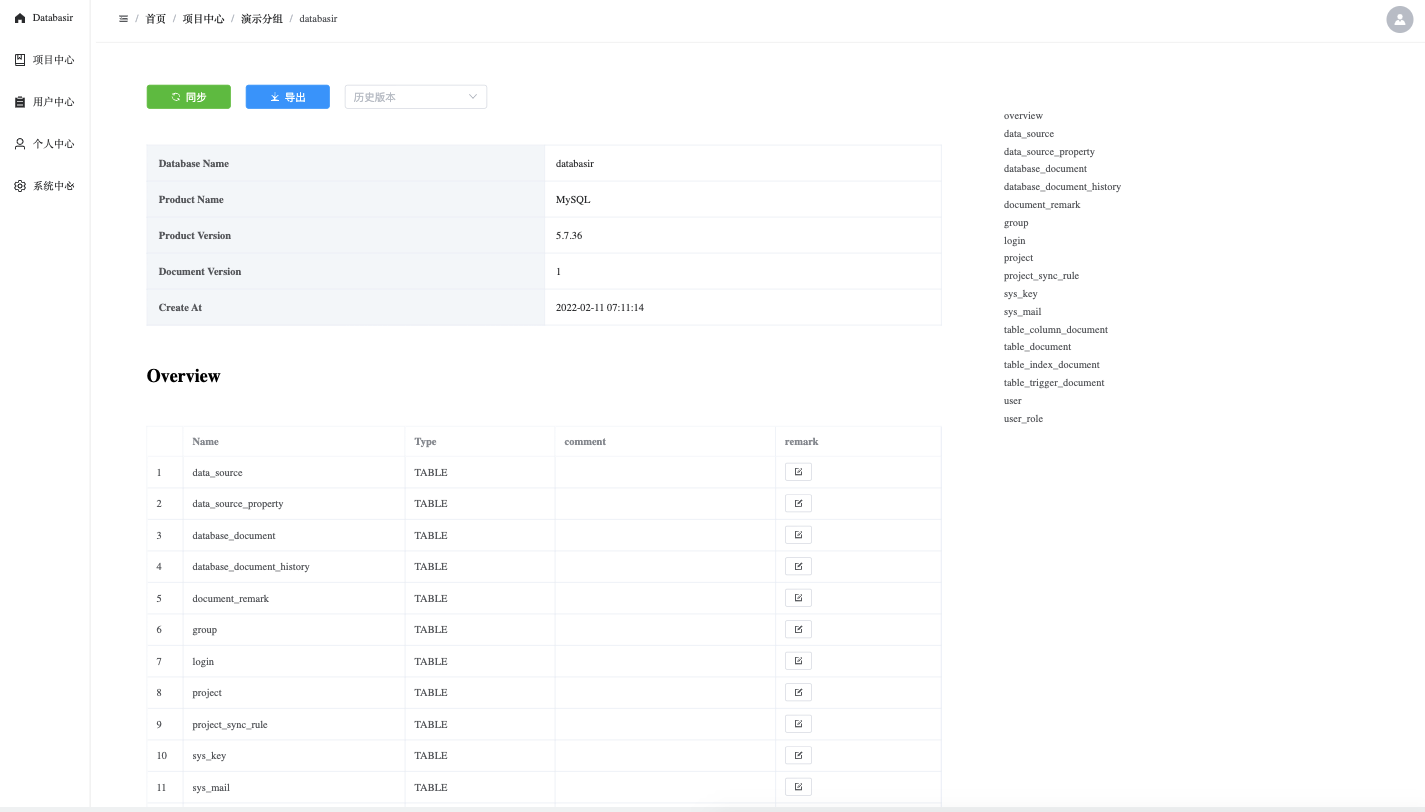 Databasir
项目中心
用户中心
个人中心
系统中心
/ 首页 / 项目中心 / 演示分组 / databasir
同步 导出 历史版本
Database Name databasir
Product Name MySQL
Product Version 5.7.36
Document Version 1
Create At 2022-02-11 07:11:14
Overview
Name Type comment remark
1 data_source TABLE
2 data_source_property TABLE
3 database_document TABLE
4 database_document_history TABLE
5 document_remark TABLE
6 group TABLE
7 login TABLE
8 project TABLE
9 project_sync_rule TABLE
10 sys_key TABLE
11 sys_mail TABLE
overview
data_source
data_source_property
database_document
database_document_history
document_remark
group
login
project
project_sync_rule
sys_key
sys_mail
table_column_document
table_document
table_index_document
table_trigger_document
user
user_role